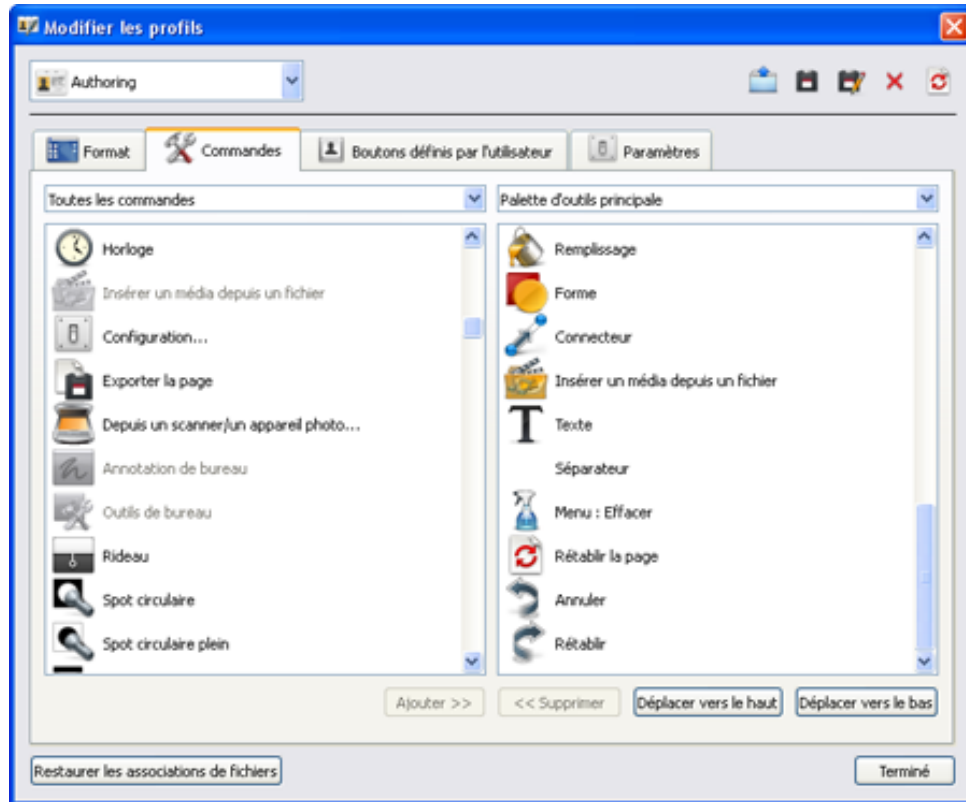 Modifier les profils
Authoring
Format
Commandes
Boutons définis par l'utilisateur
Paramètres
Toutes les commandes
Palette d'outils principale
Horloge
Insérer un média depuis un fichier
Configuration...
Exporter la page
Depuis un scanner/un appareil photo...
Annotation de bureau
Outils de bureau
Rideau
Spot circulaire
Spot circulaire plein
Remplissage
Forme
Connecteur
Insérer un média depuis un fichier
Texte
Séparateur
Menu : Effacer
Rétablir la page
Annuler
Rétablir
Ajouter >>
<< Supprimer
Déplacer vers le haut
Déplacer vers le bas
Restaurer les associations de fichiers
Terminé